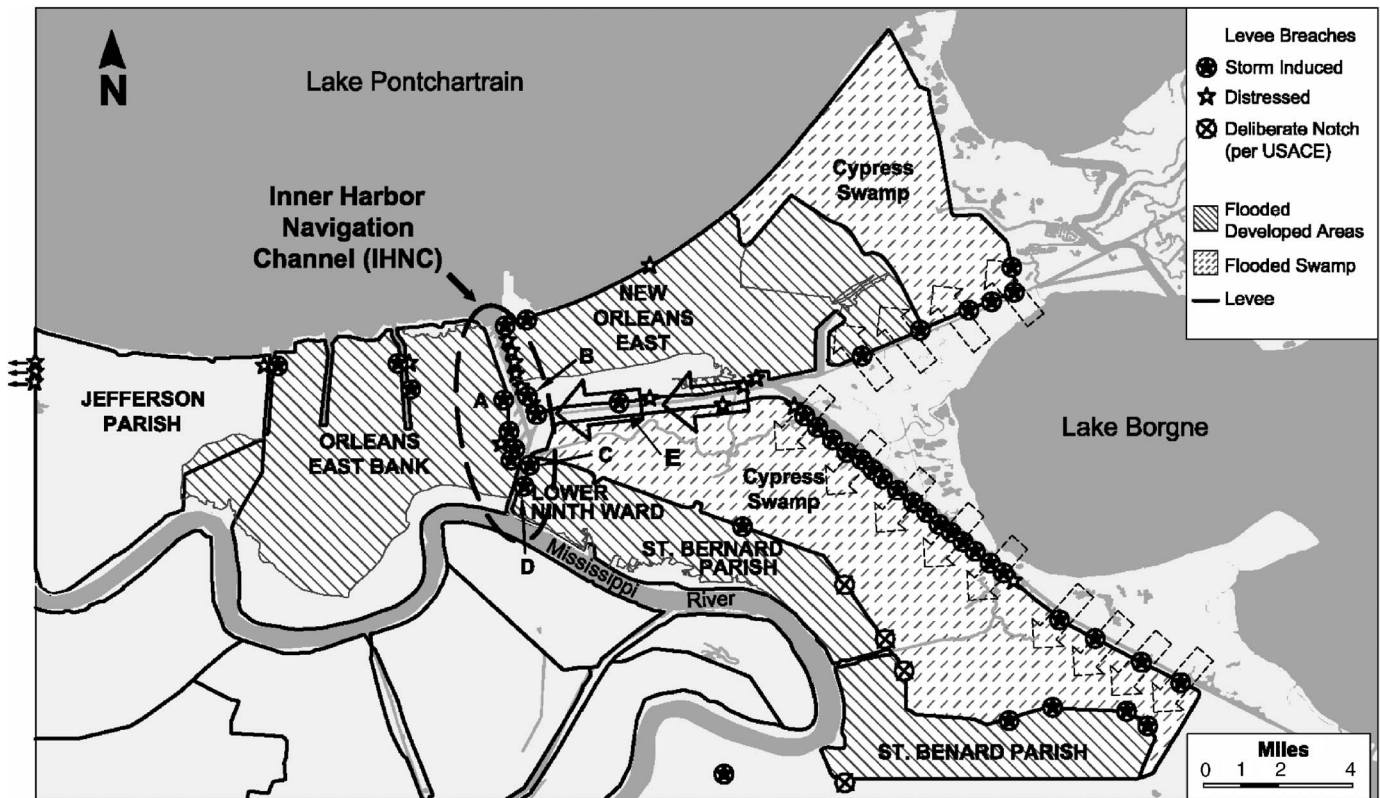 N
Lake Pontchartrain
Inner Harbor
Navigation
Channel (IHNC)
Cypress
Swamp
NEW
ORLEANS
EAST
B
A
JEFFERSON
PARISH
ORLEANS
EAST BANK
E
C
Lake Borgne
Cypress
Swamp
LOWER
NINTH WARD
ST. BERNARD
PARISH
D
Mississippi
River
ST. BENARD PARISH
Levee Breaches
Storm Induced
Distressed
Deliberate Notch
(per USACE)
Flooded
Developed Areas
Flooded Swamp
Levee
Miles
0 1 2 4